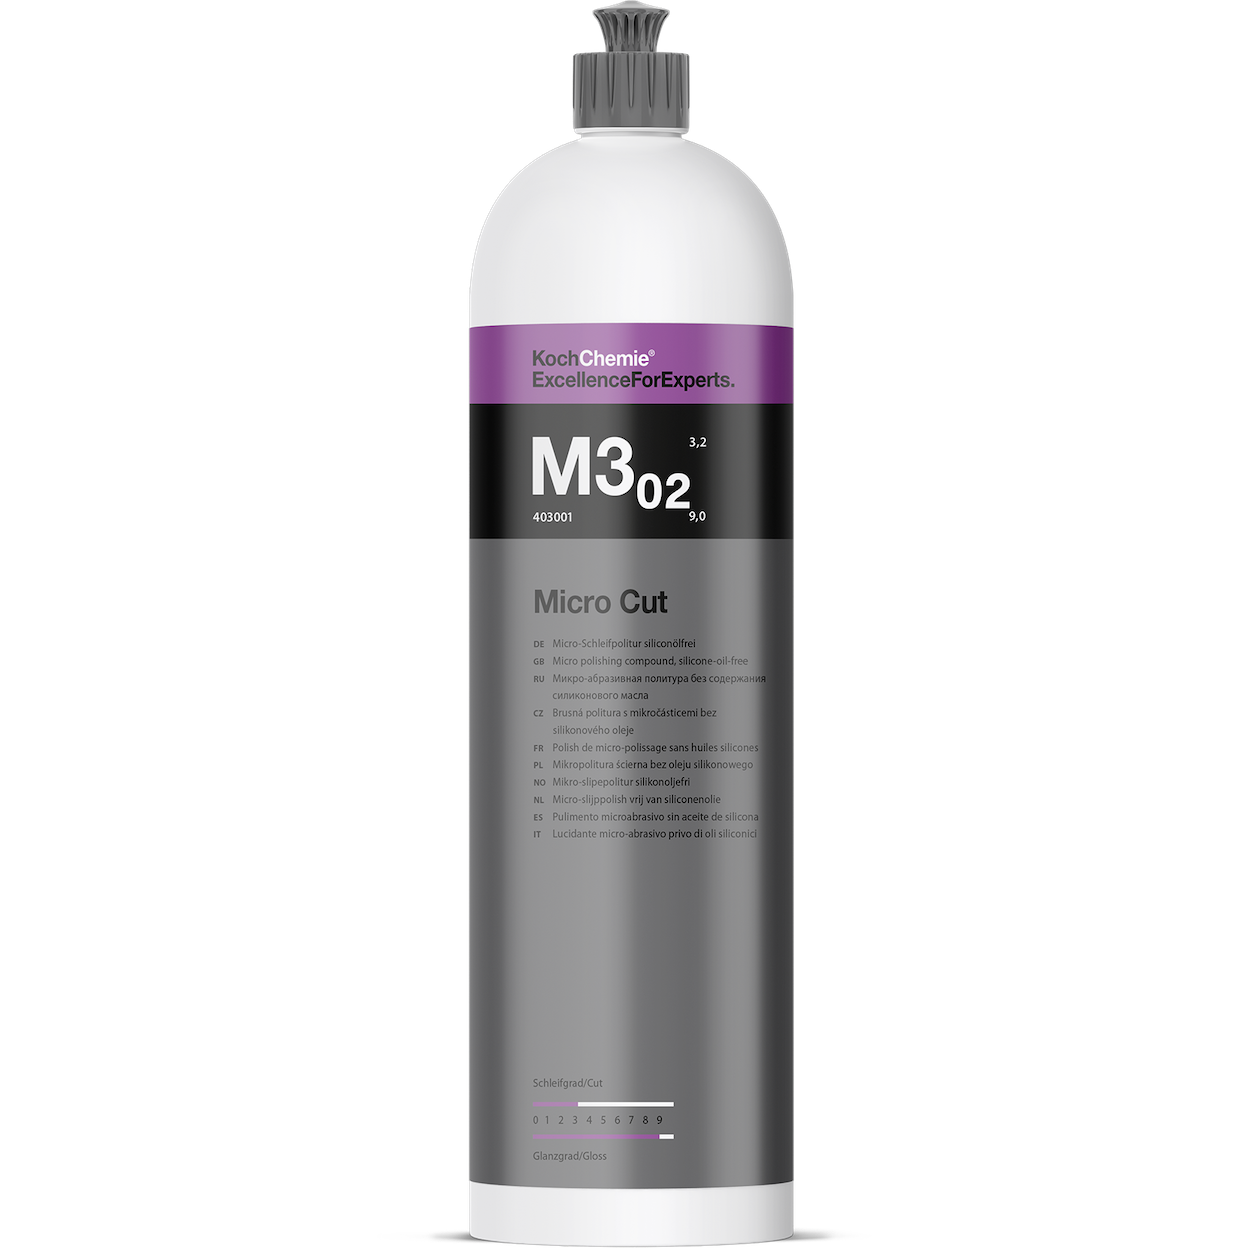 KochChemie®
ExcellenceForExperts.
M302
3,2
9,0
403001
Micro Cut
DE Micro-Schleifpolitur siliconölfrei
GB Micro polishing compound, silicone-oil-free
RU Микро-абразивная политура без содержания
силиконового масла
CZ Brusná politura s mikročásticemi bez
silikonového oleje
FR Polish de micro-polissage sans huiles silicones
PL Mikropolitura ścierna bez oleju silikonowego
NO Mikro-slipepolitur silikonoljefri
NL Micro-slijppolish vrij van siliconenolie
ES Pulimento microabrasivo sin aceite de silicona
IT Lucidante micro-abrasivo privo di oli siliconici
Schleifgrad/Cut
0 1 2 3 4 5 6 7 8 9
Glanzgrad/Gloss